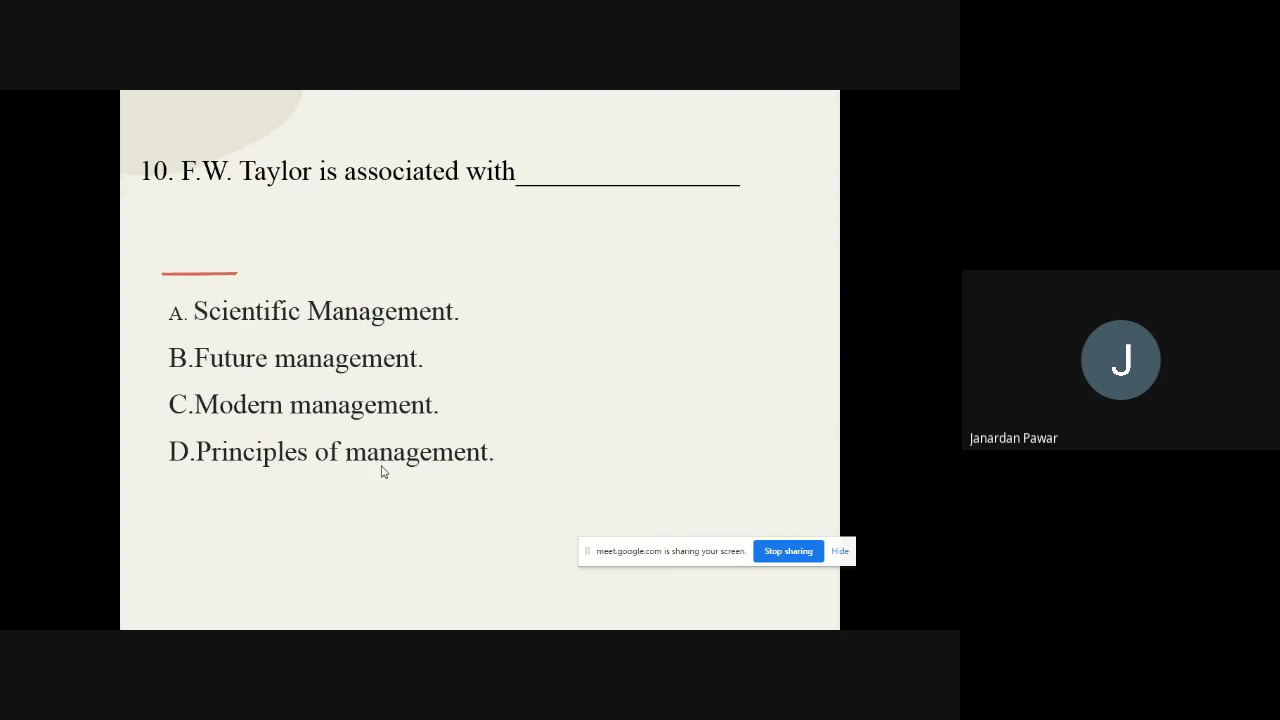 10. F.W. Taylor is associated with________________
A. Scientific Management.
B.Future management.
C.Modern management.
D.Principles of management.
meet.google.com is sharing your screen. Stop sharing Hide
J
Janardan Pawar